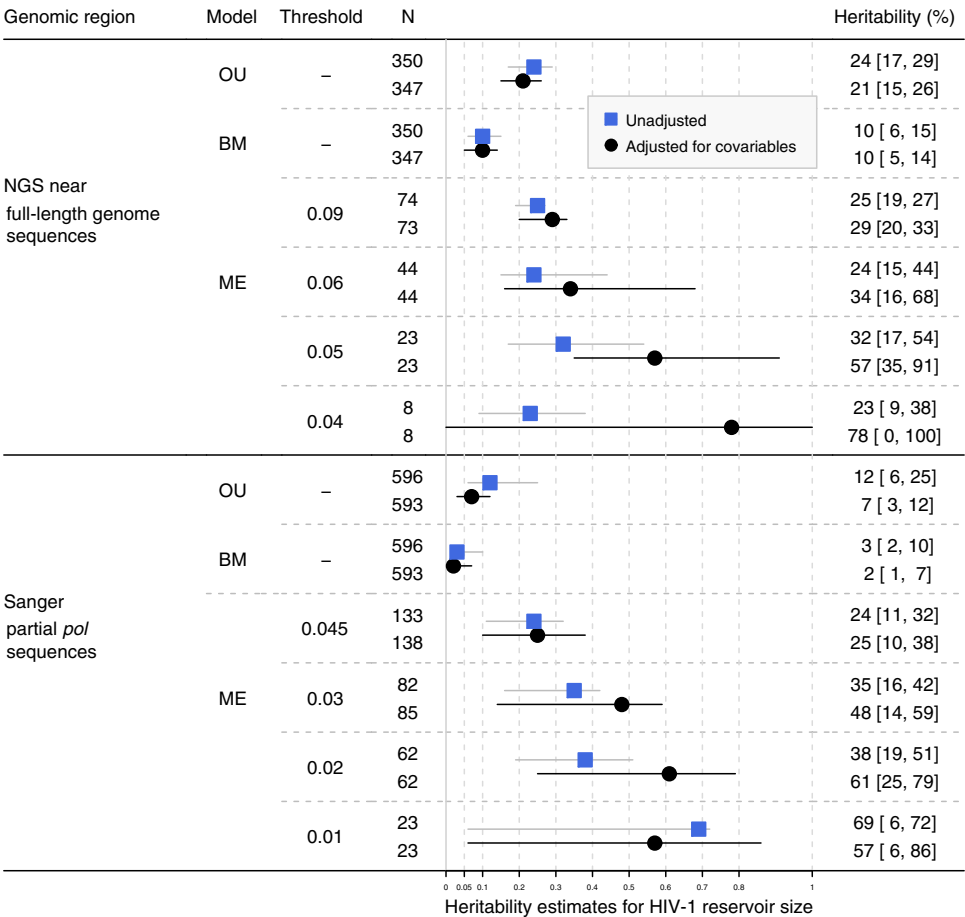 Genomic region Model Threshold N Heritability (%)
OU – 350 24 [17, 29]
347 21 [15, 26]
Unadjusted
Adjusted for covariables
BM – 350 10 [ 6, 15]
347 10 [ 5, 14]
NGS near
full-length genome
sequences
ME
0.09 74 25 [19, 27]
73 29 [20, 33]
0.06 44 24 [15, 44]
44 34 [16, 68]
0.05 23 32 [17, 54]
23 57 [35, 91]
0.04 8 23 [ 9, 38]
8 78 [ 0, 100]
OU – 596 12 [ 6, 25]
593 7 [ 3, 12]
BM – 596 3 [ 2, 10]
593 2 [ 1, 7]
Sanger
partial pol
sequences
ME
0.045 133 24 [11, 32]
138 25 [10, 38]
0.03 82 35 [16, 42]
85 48 [14, 59]
0.02 62 38 [19, 51]
62 61 [25, 79]
0.01 23 69 [ 6, 72]
23 57 [ 6, 86]
0 0.05 0.1 0.2 0.3 0.4 0.5 0.6 0.7 0.8 1
Heritability estimates for HIV-1 reservoir size